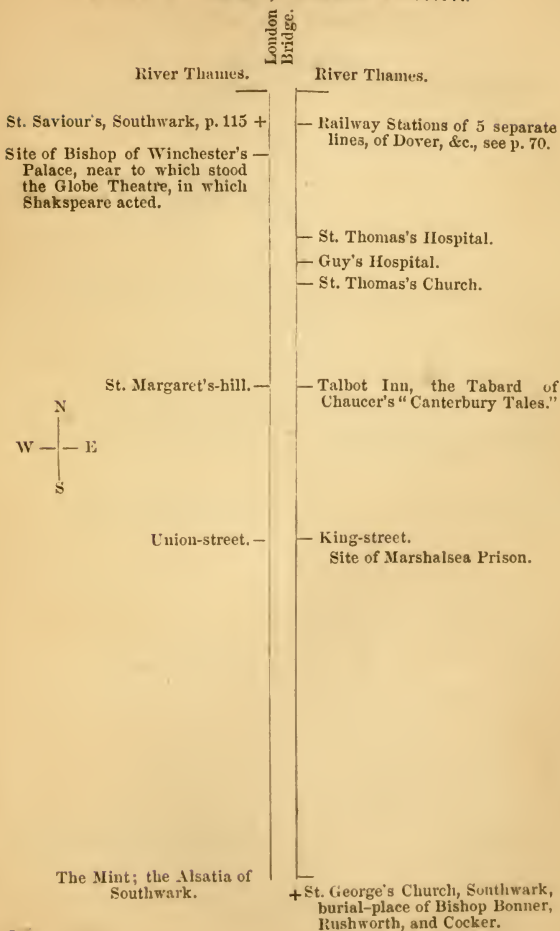 London
Bridge.
River Thames.
River Thames.
St. Saviour's, Southwark, p. 115 +
— Railway Stations of 5 separate
lines, of Dover, &c., see p. 70.
Site of Bishop of Winchester's —
Palace, near to which stood
the Globe Theatre, in which
Shakspeare acted.
— St. Thomas's Hospital.
— Guy's Hospital.
— St. Thomas's Church.
St. Margaret's-hill. —
— Talbot Inn, the Tabard of
Chaucer's "Canterbury Tales."
N
W — — E
S
Union-street. —
— King-street.
Site of Marshalsea Prison.
The Mint; the Alsatia of
Southwark.
+ St. George's Church, Southwark,
burial-place of Bishop Bonner,
Rushworth, and Cocker.